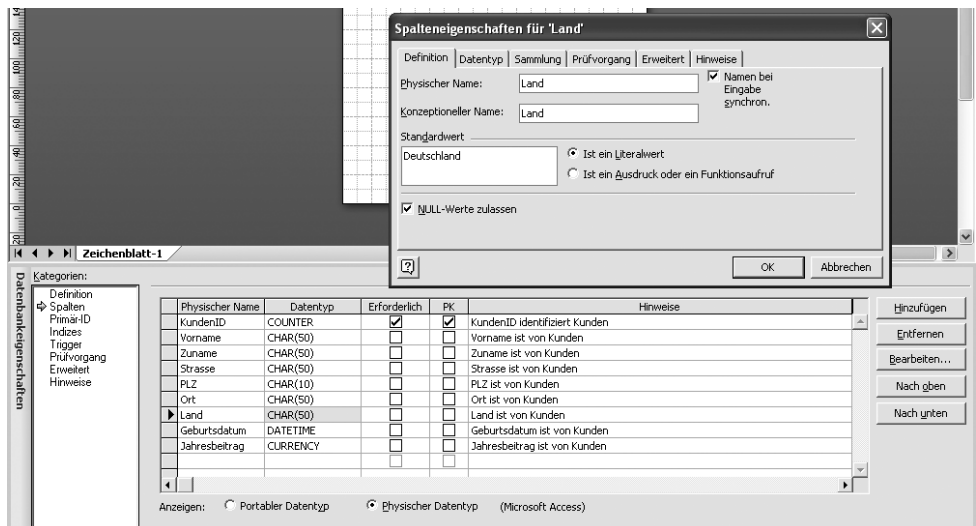 Spalteneigenschaften für 'Land'
Definition Datentyp Sammlung Prüfvorgang Erweitert Hinweise
Physischer Name: Land
Namen bei
Eingabe
synchron.
Konzeptioneller Name: Land
Standardwert
Deutschland
Ist ein Literalwert
Ist ein Ausdruck oder ein Funktionsaufruf
NULL-Werte zulassen
OK Abbrechen
Zeichenblatt-1
Datenbankeigenschaften
Kategorien:
Definition
Spalten
Primär-ID
Indizes
Trigger
Prüfvorgang
Erweitert
Hinweise
Physischer Name Datentyp Erforderlich PK Hinweise
KundenID COUNTER KundenID identifiziert Kunden
Vorname CHAR(50) Vorname ist von Kunden
Zuname CHAR(50) Zuname ist von Kunden
Strasse CHAR(50) Strasse ist von Kunden
PLZ CHAR(10) PLZ ist von Kunden
Ort CHAR(50) Ort ist von Kunden
Land CHAR(50) Land ist von Kunden
Geburtsdatum DATETIME Geburtsdatum ist von Kunden
Jahresbeitrag CURRENCY Jahresbeitrag ist von Kunden
Hinzufügen
Entfernen
Bearbeiten...
Nach oben
Nach unten
Anzeigen: Portabler Datentyp Physischer Datentyp (Microsoft Access)